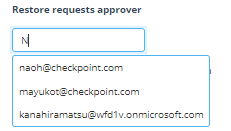 Restore requests approver
N
naoh@checkpoint.com
mayukot@checkpoint.com
kanahiramatsu@wfd1v.onmicrosoft.com